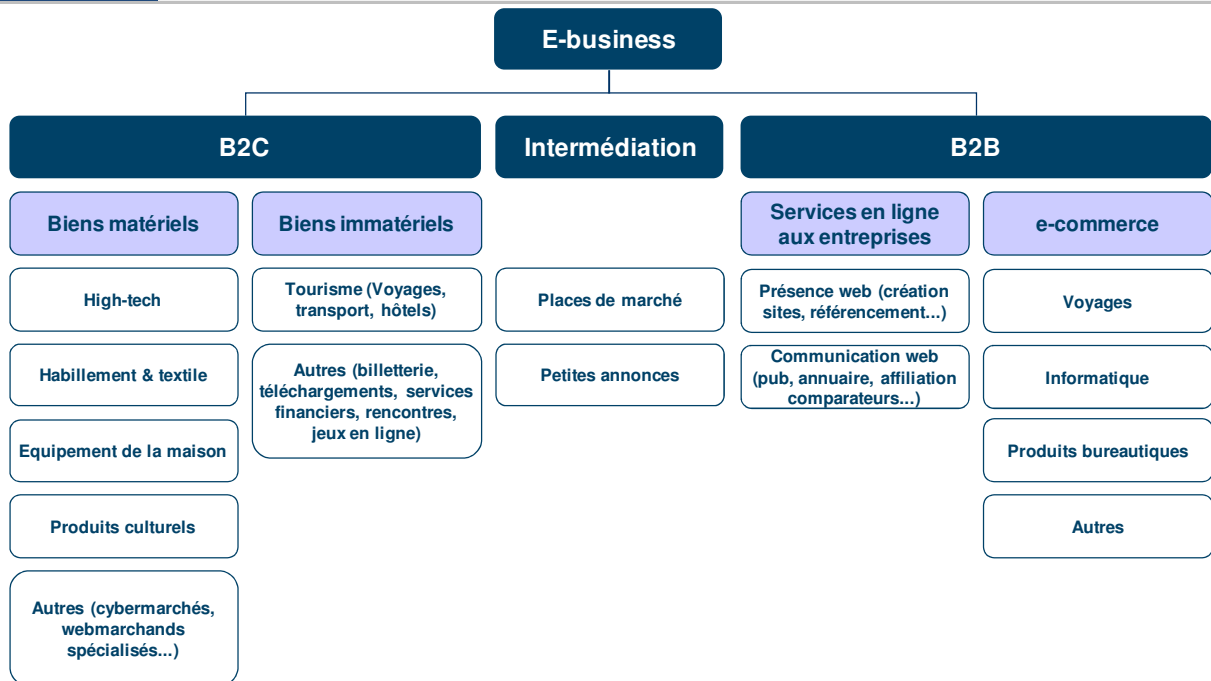 E-business
B2C
Intermédiation
B2B
Biens matériels
Biens immatériels
Services en ligne
aux entreprises
e-commerce
High-tech
Tourisme (Voyages,
transport, hôtels)
Places de marché
Présence web (création
sites, référencement...)
Voyages
Habillement & textile
Autres (billetterie,
téléchargements, services
financiers, rencontres,
jeux en ligne)
Petites annonces
Communication web
(pub, annuaire, affiliation
comparateurs...)
Informatique
Equipement de la maison
Produits bureautiques
Produits culturels
Autres
Autres (cybermarchés,
webmarchands
spécialisés...)